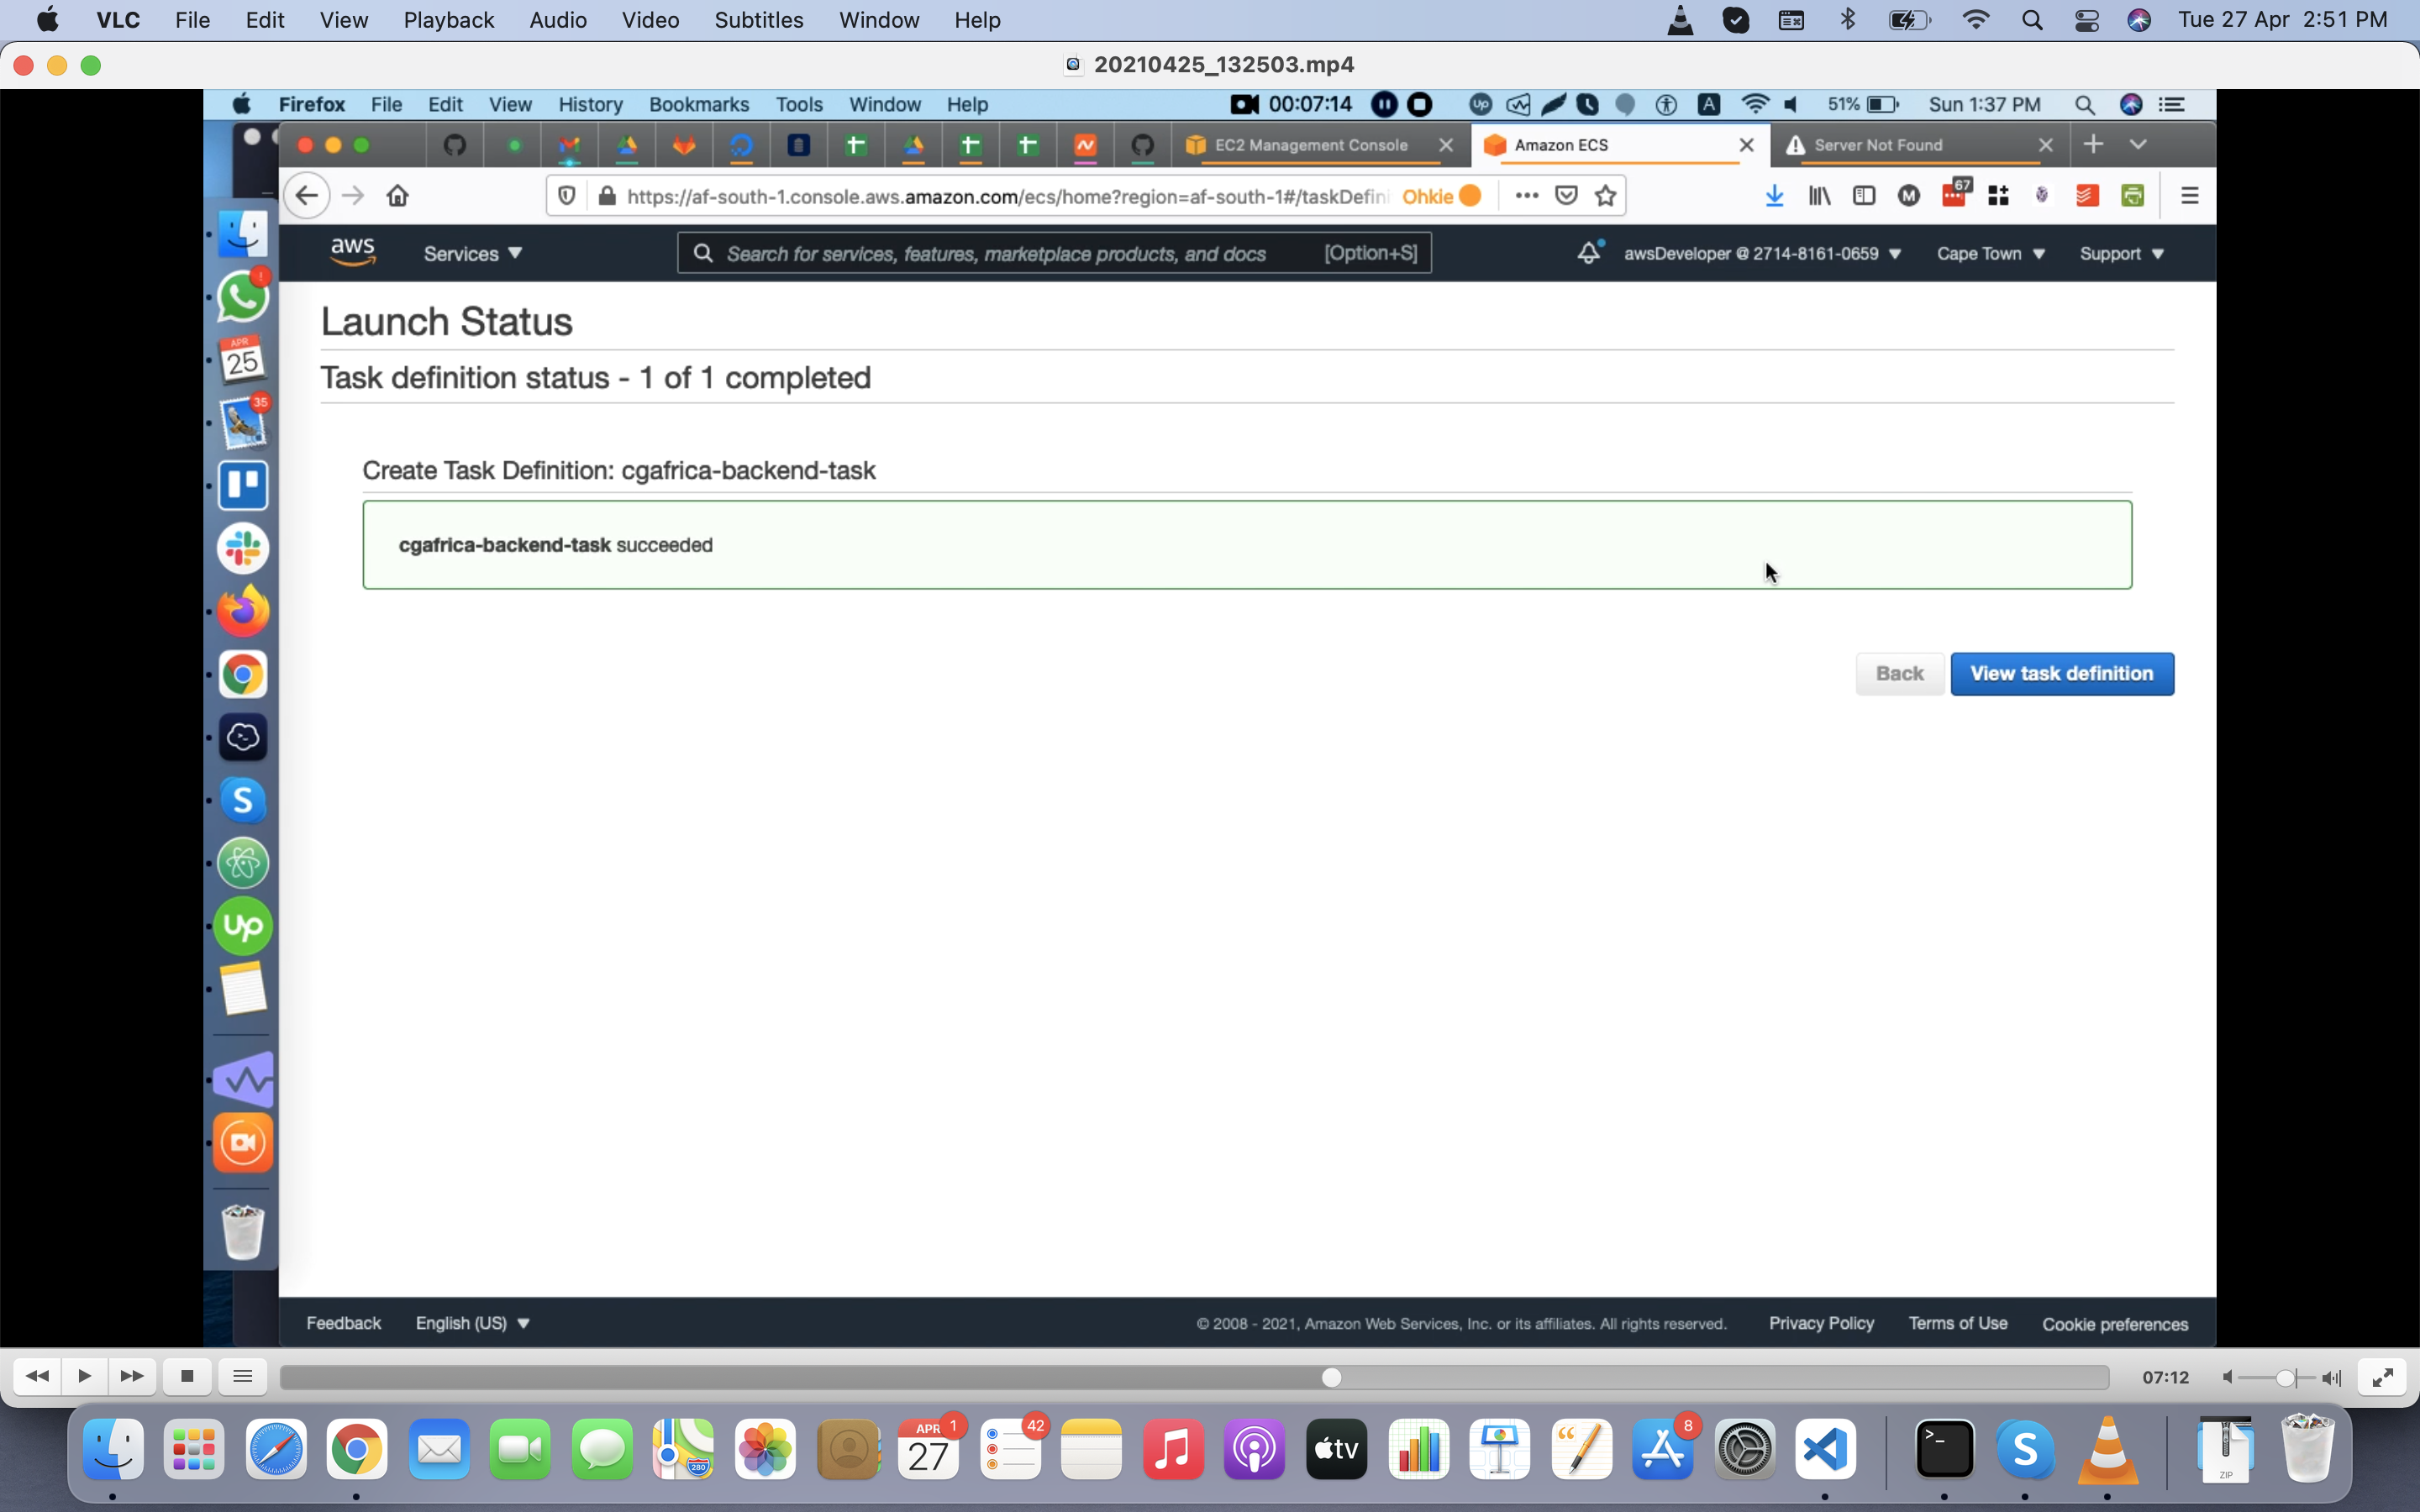 VLC File Edit View Playback Audio Video Subtitles Window Help Tue 27 Apr 2:51 PM
20210425_132503.mp4
Firefox File Edit View History Bookmarks Tools Window Help 00:07:14 51% Sun 1:37 PM
EC2 Management Console Amazon ECS Server Not Found
https://af-south-1.console.aws.amazon.com/ecs/home?region=af-south-1#/taskDefini Ohkie 67
aws Services Search for services, features, marketplace products, and docs [Option+S] awsDeveloper @ 2714-8161-0659 Cape Town Support
Launch Status
Task definition status - 1 of 1 completed
Create Task Definition: cgafrica-backend-task
cgafrica-backend-task succeeded
Back View task definition
APR
25
35
Feedback English (US) © 2008 - 2021, Amazon Web Services, Inc. or its affiliates. All rights reserved. Privacy Policy Terms of Use Cookie preferences
07:12
APR 1 42 8
27
tv
280
ZIP